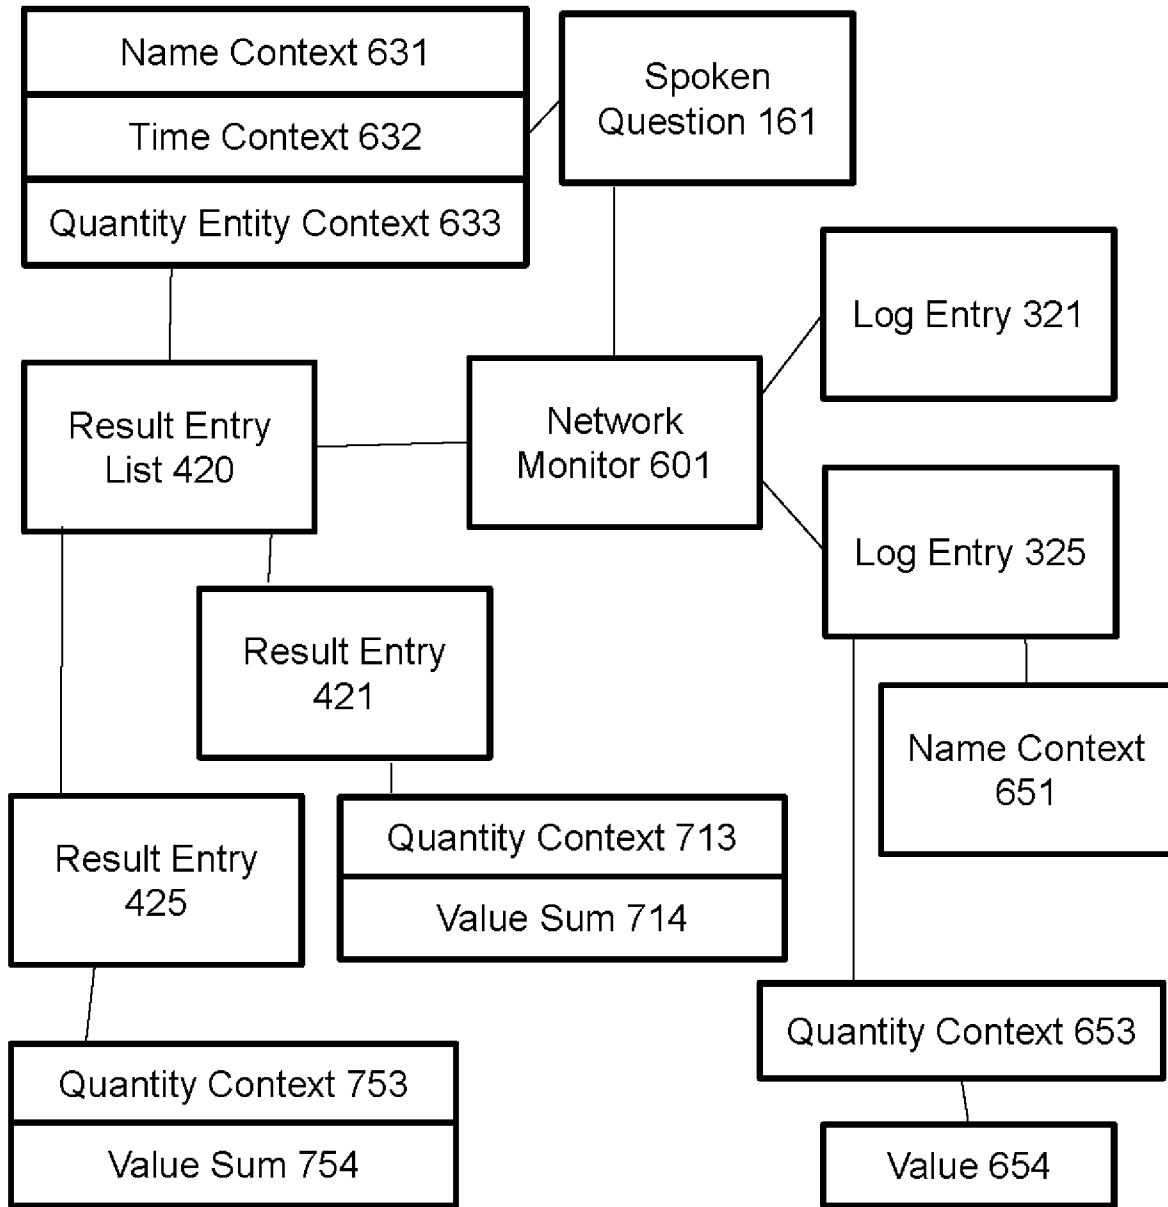 Name Context 631
Time Context 632
Quantity Entity Context 633
Spoken
Question 161
Log Entry 321
Result Entry
List 420
Network
Monitor 601
Log Entry 325
Result Entry
421
Name Context
651
Result Entry
425
Quantity Context 713
Value Sum 714
Quantity Context 653
Quantity Context 753
Value Sum 754
Value 654